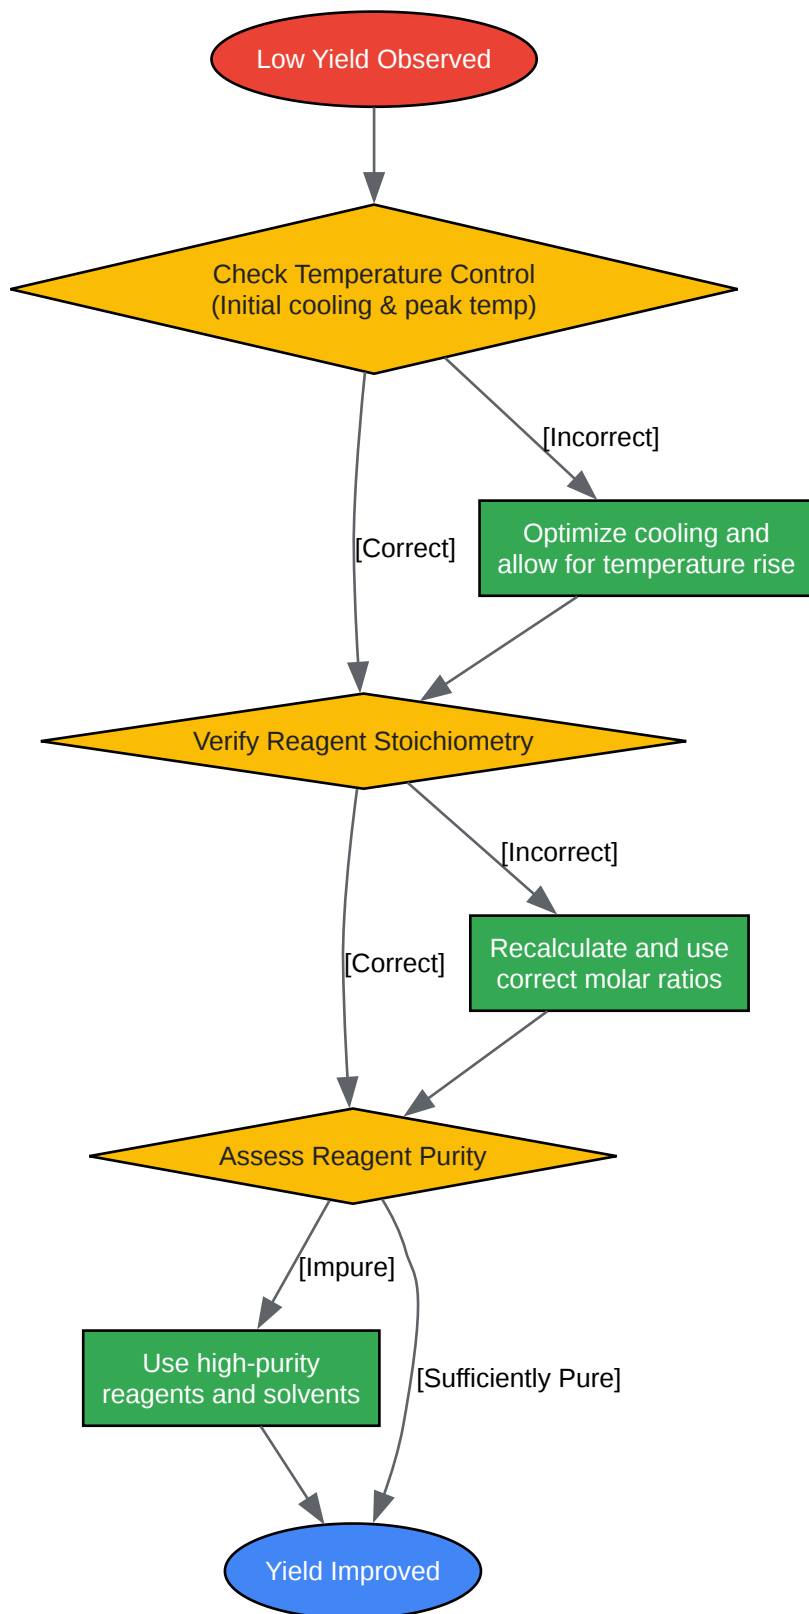 Low Yield Observed
Check Temperature Control
(Initial cooling & peak temp)
[Incorrect]
Optimize cooling and
allow for temperature rise
[Correct]
Verify Reagent Stoichiometry
[Incorrect]
Recalculate and use
correct molar ratios
[Correct]
Assess Reagent Purity
[Impure]
Use high-purity
reagents and solvents
[Sufficiently Pure]
Yield Improved